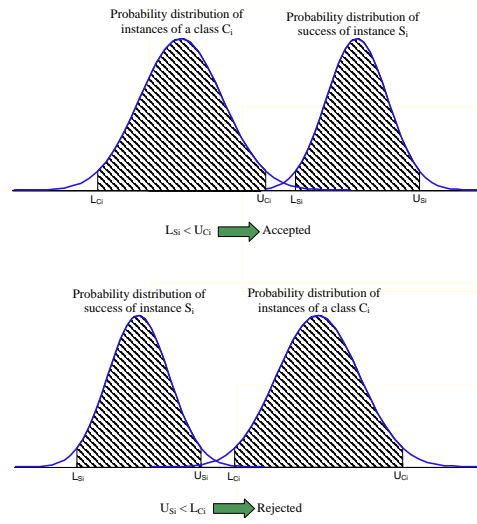 Probability distribution of
instances of a class Ci
Probability distribution of
success of instance Si
LCi
UCi
LSi
USi
LSi < UCi Accepted
Probability distribution of
success of instance Si
Probability distribution of
instances of a class Ci
LSi
USi
LCi
UCi
USi < LCi Rejected